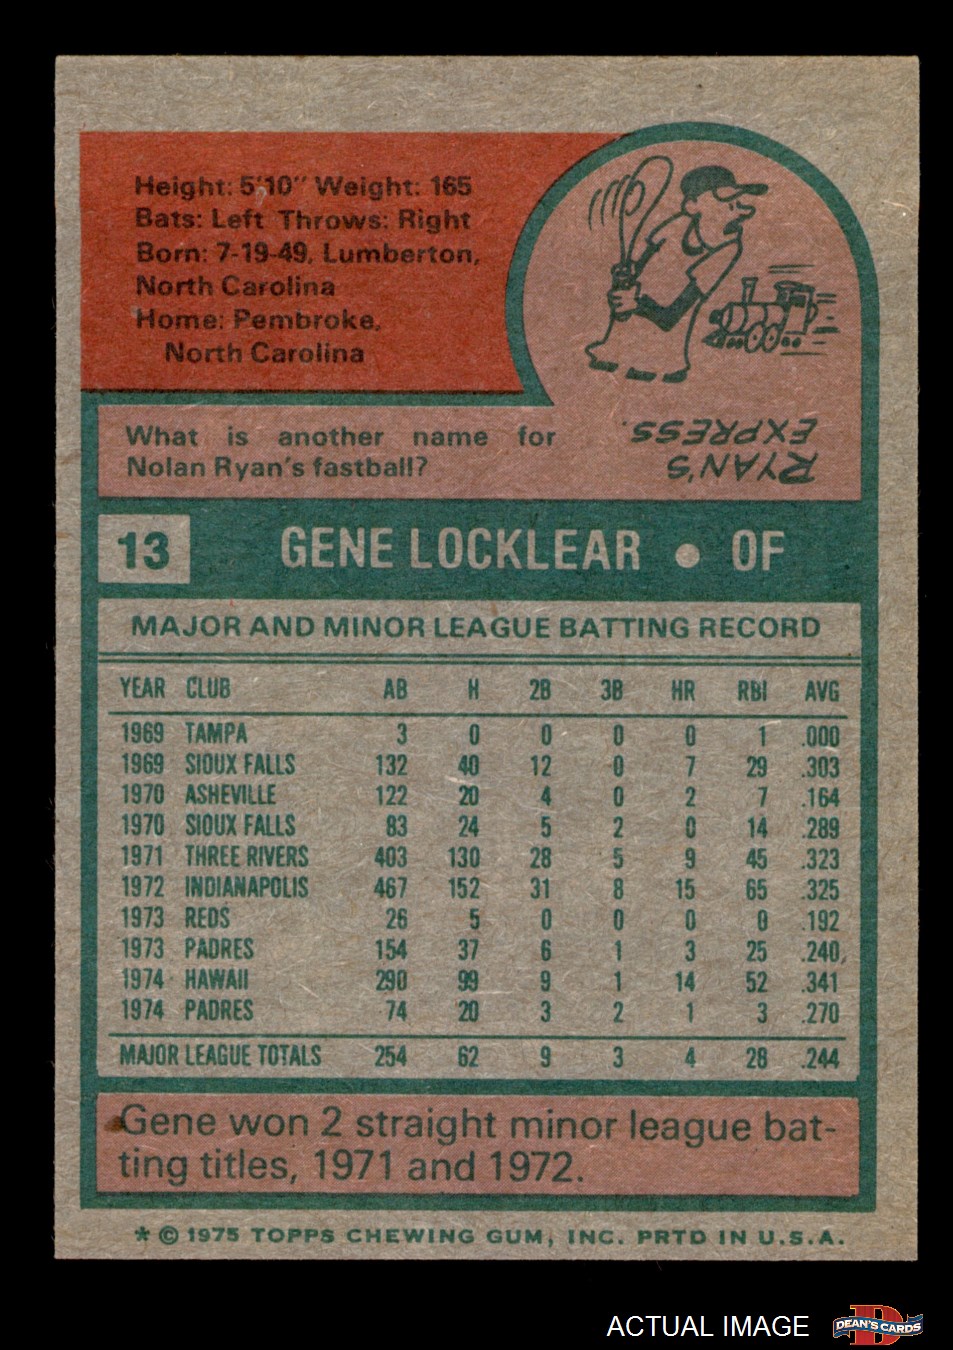 Height: 5'10" Weight: 165
Bats: Left Throws: Right
Born: 7-19-49, Lumberton,
North Carolina
Home: Pembroke,
North Carolina
What is another name for
Nolan Ryan's fastball?
RYAN'S
EXPRESS.
13 GENE LOCKLEAR • OF
MAJOR AND MINOR LEAGUE BATTING RECORD
YEAR CLUB AB H 2B 3B HR RBI AVG
1969 TAMPA 3 0 0 0 0 1 .000
1969 SIOUX FALLS 132 40 12 0 7 29 .303
1970 ASHEVILLE 122 20 4 0 2 7 .164
1970 SIOUX FALLS 83 24 5 2 0 14 .289
1971 THREE RIVERS 403 130 28 5 9 45 .323
1972 INDIANAPOLIS 467 152 31 8 15 65 .325
1973 REDS 26 5 0 0 0 0 .192
1973 PADRES 154 37 6 1 3 25 .240
1974 HAWAII 290 99 9 1 14 52 .341
1974 PADRES 74 20 3 2 1 3 .270
MAJOR LEAGUE TOTALS 254 62 9 3 4 28 .244
Gene won 2 straight minor league bat-
ting titles, 1971 and 1972.
* © 1975 TOPPS CHEWING GUM, INC. PRTD IN U.S.A.
ACTUAL IMAGE
D
DEAN'S CARDS